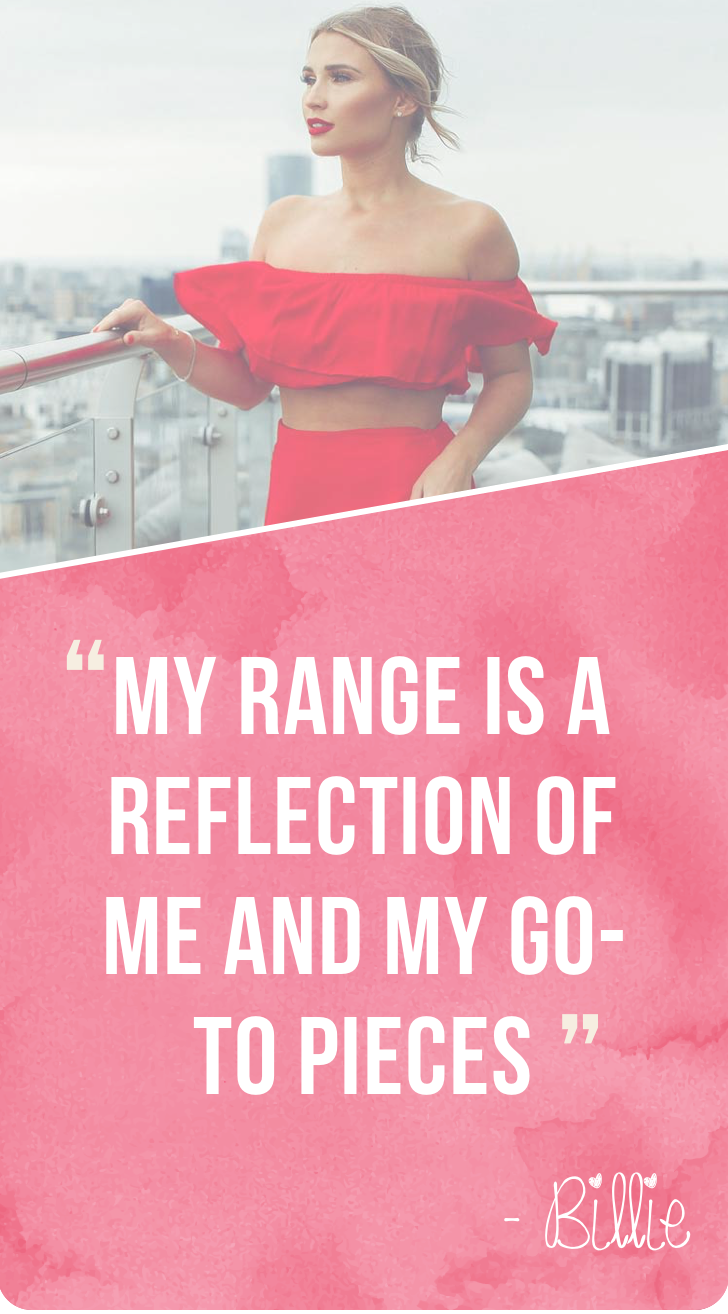 “MY RANGE IS A
REFLECTION OF
ME AND MY GO-
TO PIECES ”
- Billie